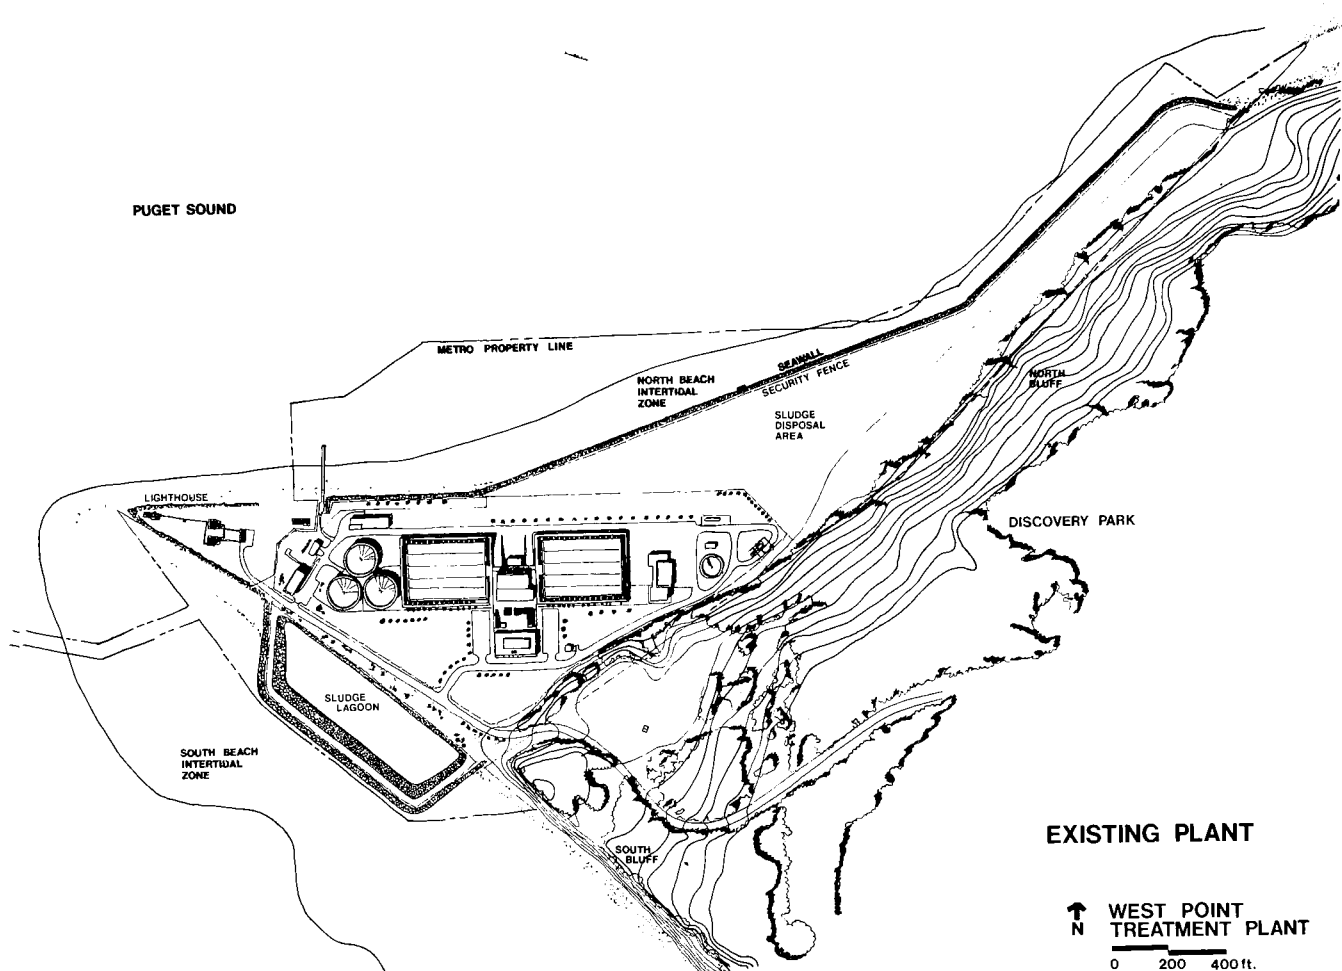 PUGET SOUND
METRO PROPERTY LINE
NORTH BEACH
INTERTIDAL
ZONE
SEAWALL
SECURITY FENCE
SLUDGE
DISPOSAL
AREA
NORTH
BLUFF
LIGHTHOUSE
DISCOVERY PARK
SLUDGE
LAGOON
SOUTH BEACH
INTERTIDAL
ZONE
SOUTH
BLUFF
EXISTING PLANT
N
WEST POINT
TREATMENT PLANT
0 200 400 ft.